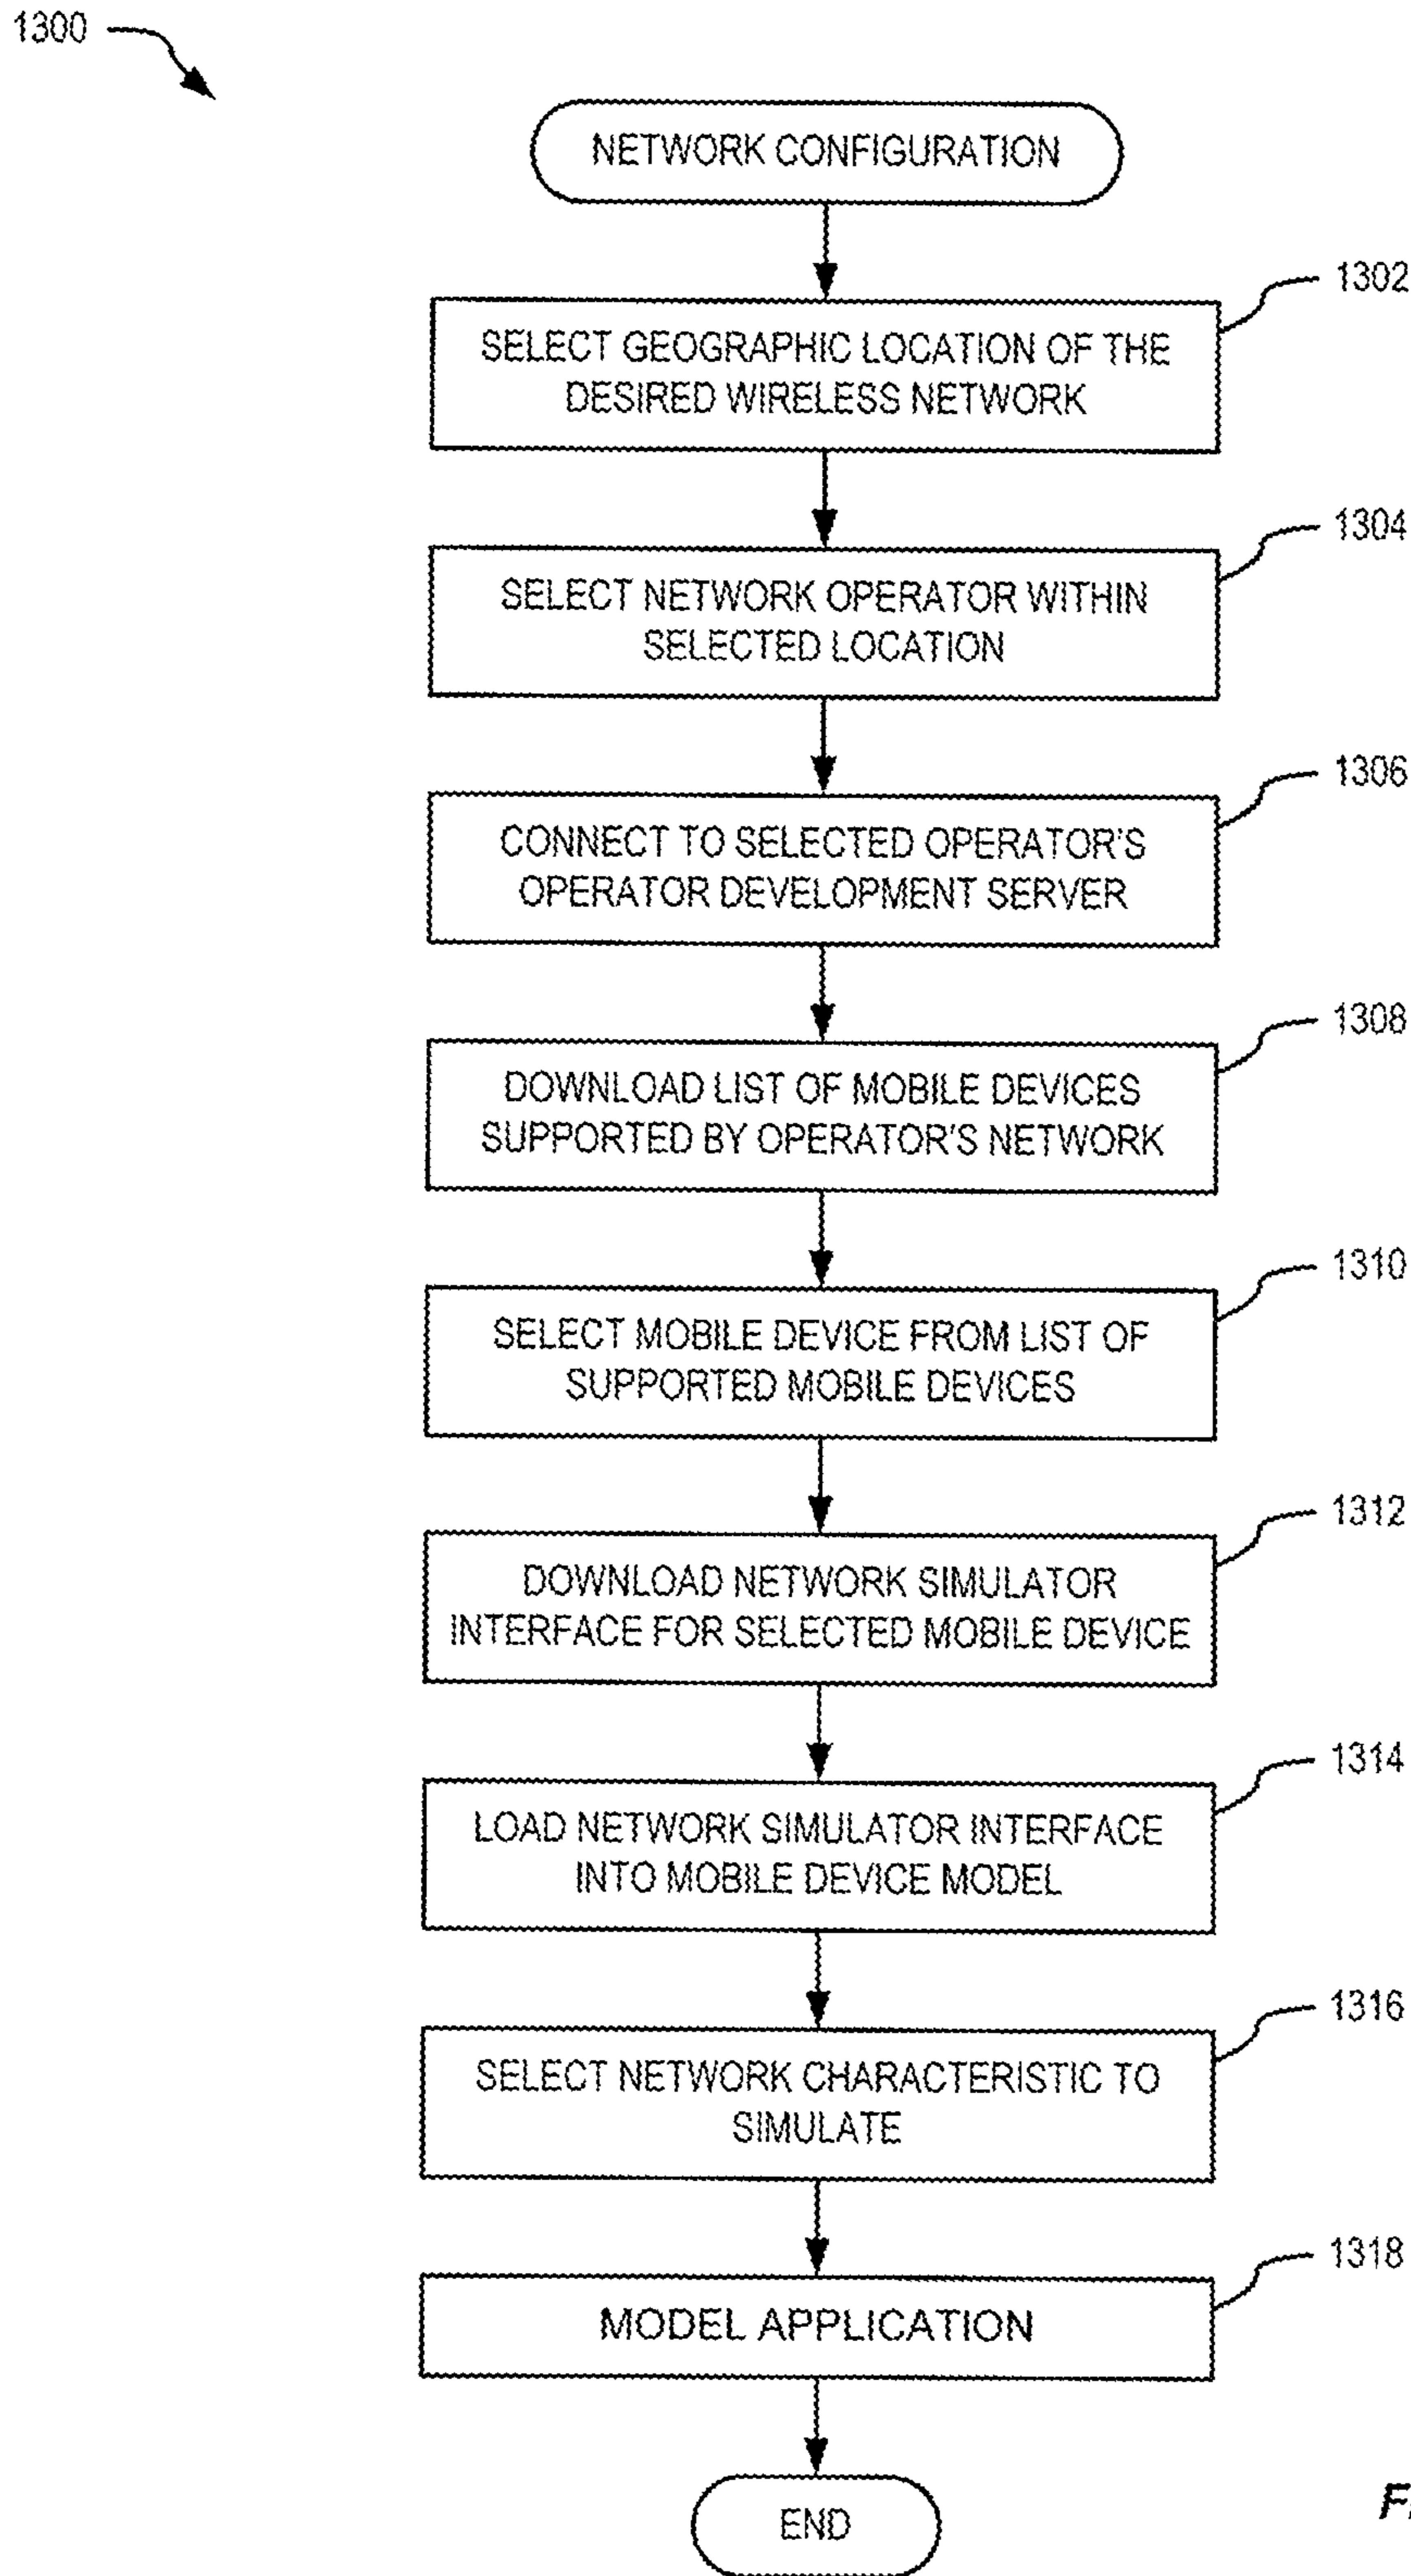 1300
NETWORK CONFIGURATION
1302
SELECT GEOGRAPHIC LOCATION OF THE
DESIRED WIRELESS NETWORK
1304
SELECT NETWORK OPERATOR WITHIN
SELECTED LOCATION
1306
CONNECT TO SELECTED OPERATOR'S
OPERATOR DEVELOPMENT SERVER
1308
DOWNLOAD LIST OF MOBILE DEVICES
SUPPORTED BY OPERATOR'S NETWORK
1310
SELECT MOBILE DEVICE FROM LIST OF
SUPPORTED MOBILE DEVICES
1312
DOWNLOAD NETWORK SIMULATOR
INTERFACE FOR SELECTED MOBILE DEVICE
1314
LOAD NETWORK SIMULATOR INTERFACE
INTO MOBILE DEVICE MODEL
1316
SELECT NETWORK CHARACTERISTIC TO
SIMULATE
1318
MODEL APPLICATION
END